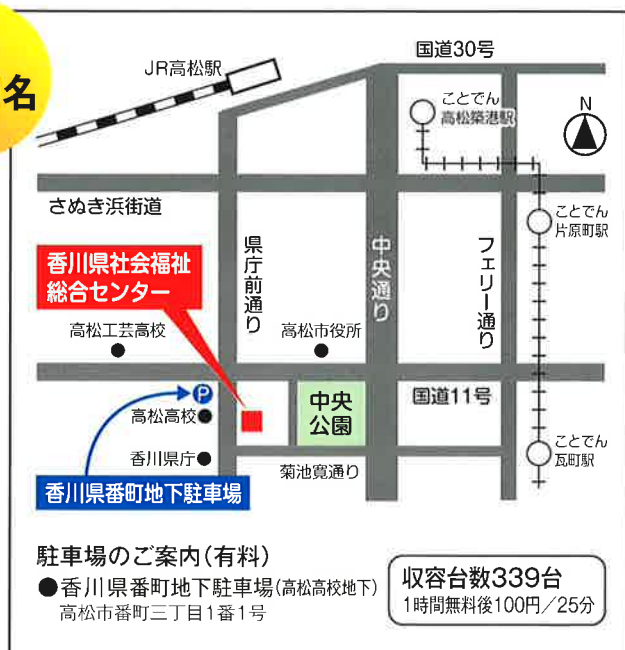 名
国道30号
JR高松駅
ことでん
高松築港駅
N
さぬき浜街道
ことでん
片原町駅
県庁前通り
中央通り
フェリー通り
香川県社会福祉
総合センター
高松工芸高校
高松市役所
P
高松高校
中央
公園
国道11号
香川県庁
菊池寛通り
ことでん
瓦町駅
香川県番町地下駐車場
駐車場のご案内(有料)
●香川県番町地下駐車場(高松高校地下)
高松市番町三丁目1番1号
収容台数339台
1時間無料後100円/25分